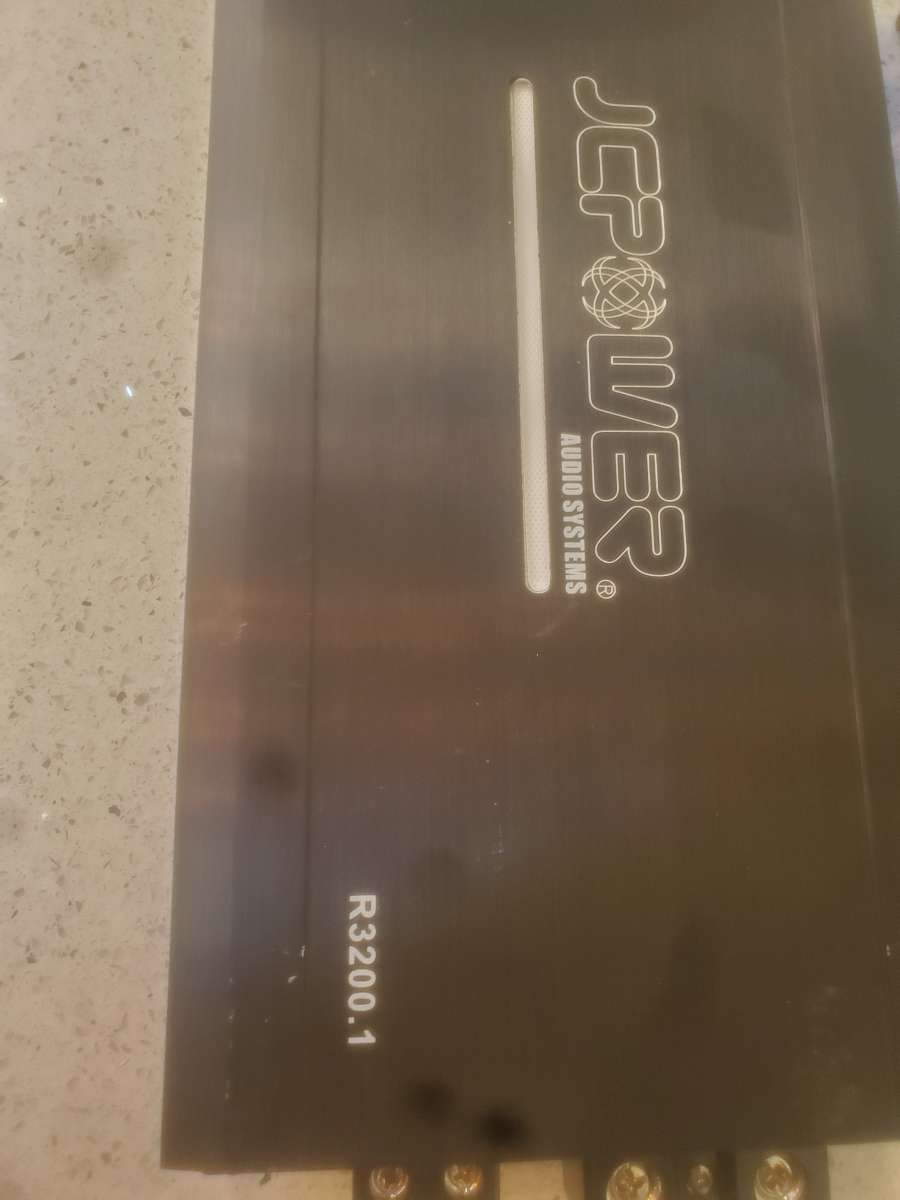 JCPOWER
AUDIO SYSTEMS ®
R3200.1